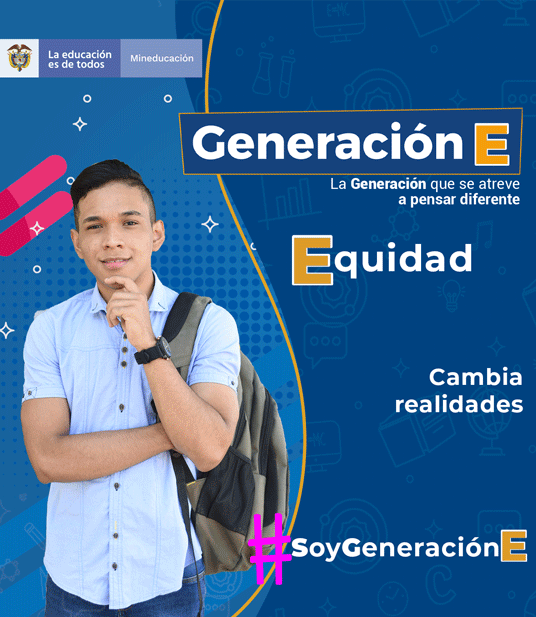 La educación
es de todos
Mineducación
Generación E
La Generación que se atreve
a pensar diferente
Equidad
Cambia
realidades
#SoyGeneraciónE